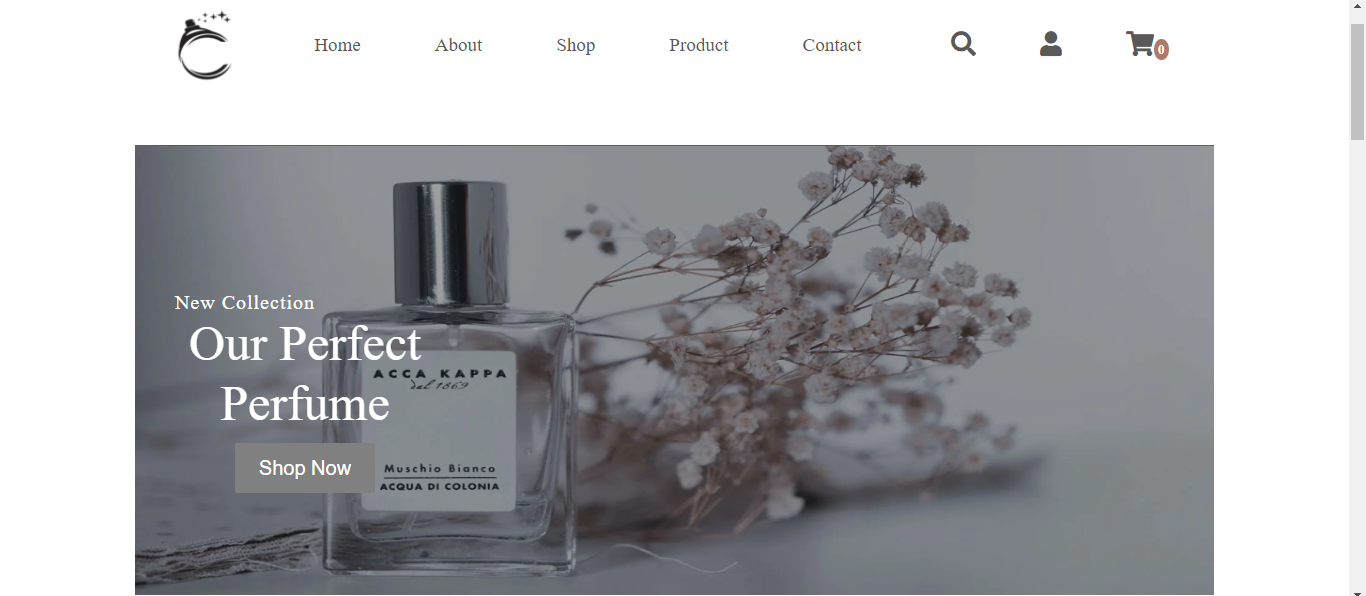 Home
About
Shop
Product
Contact
0
New Collection
Our Perfect
Perfume
Shop Now
ACCA KAPPA
dal 1869
Muschio Bianco
ACQUA DI COLONIA